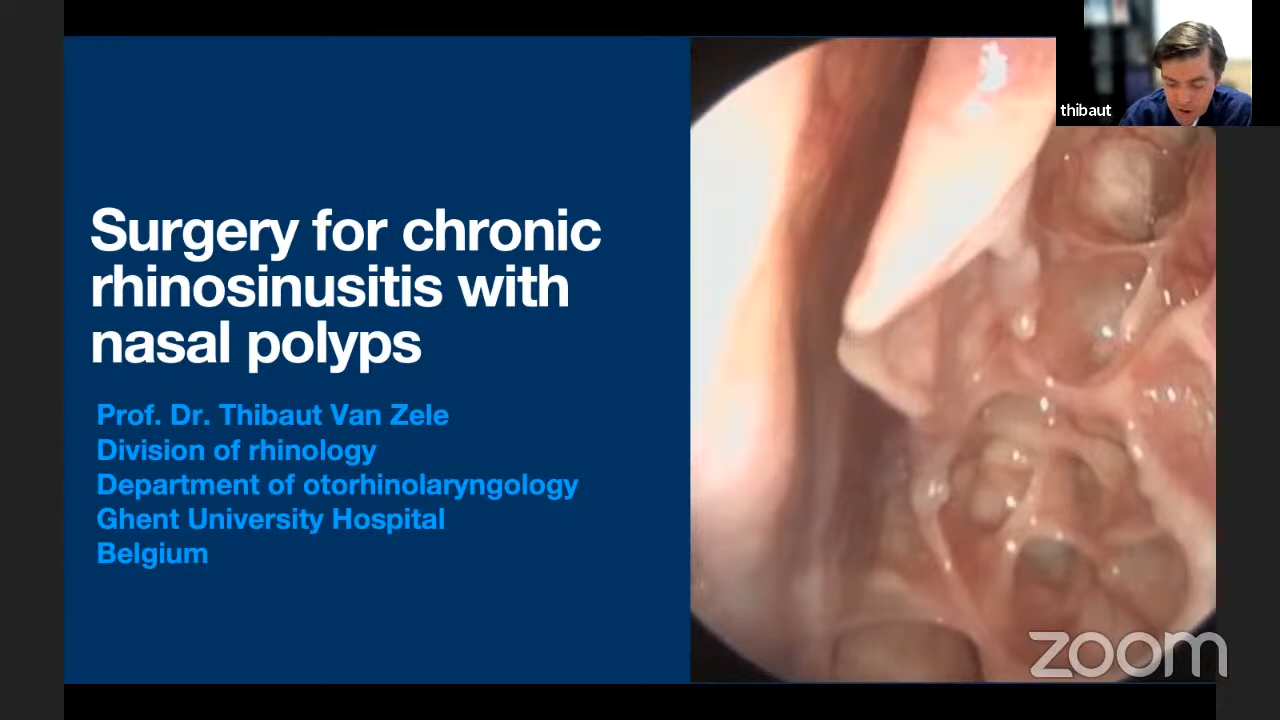 thibaut
Surgery for chronic
rhinosinusitis with
nasal polyps
Prof. Dr. Thibaut Van Zele
Division of rhinology
Department of otorhinolaryngology
Ghent University Hospital
Belgium
zoom